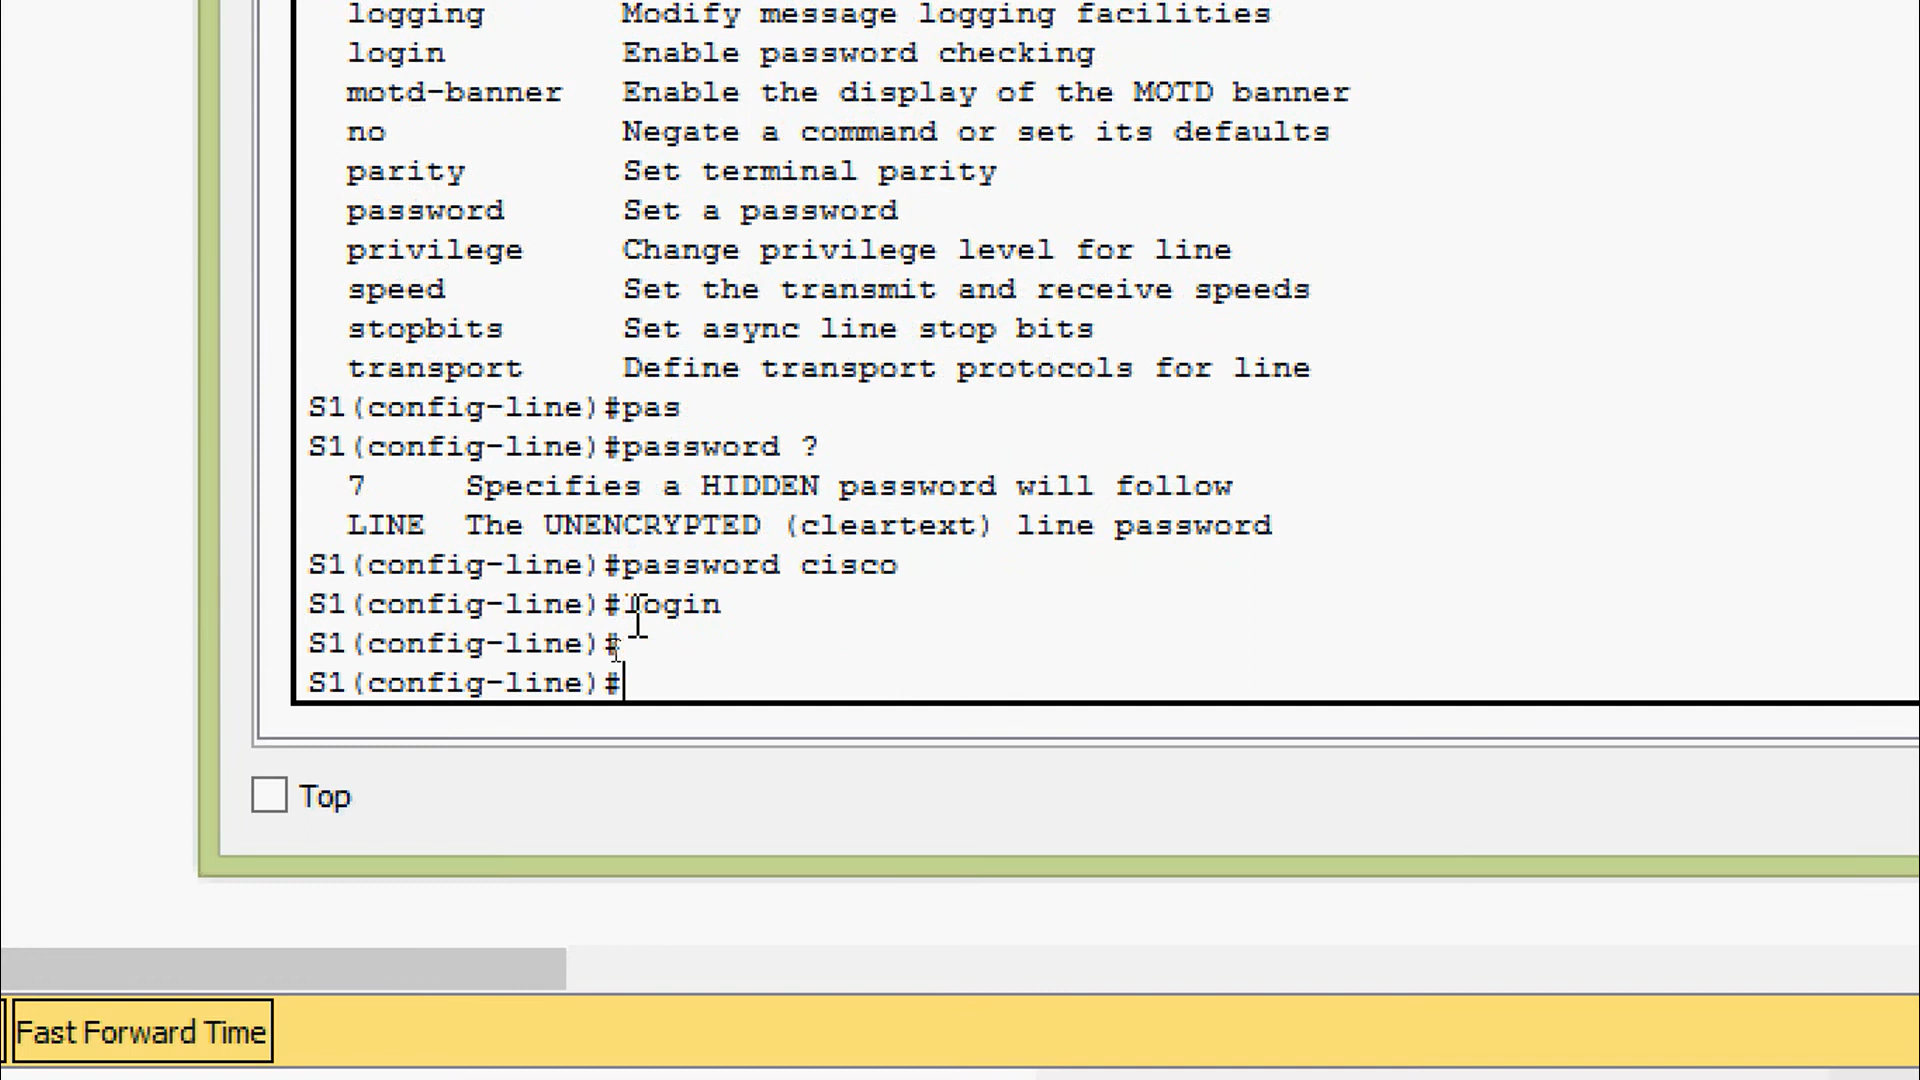 logging Modify message logging facilities
login Enable password checking
motd-banner Enable the display of the MOTD banner
no Negate a command or set its defaults
parity Set terminal parity
password Set a password
privilege Change privilege level for line
speed Set the transmit and receive speeds
stopbits Set async line stop bits
transport Define transport protocols for line
S1(config-line)#pas
S1(config-line)#password ?
7 Specifies a HIDDEN password will follow
LINE The UNENCRYPTED (cleartext) line password
S1(config-line)#password cisco
S1(config-line)#login
S1(config-line)#
S1(config-line)#
Top
Fast Forward Time